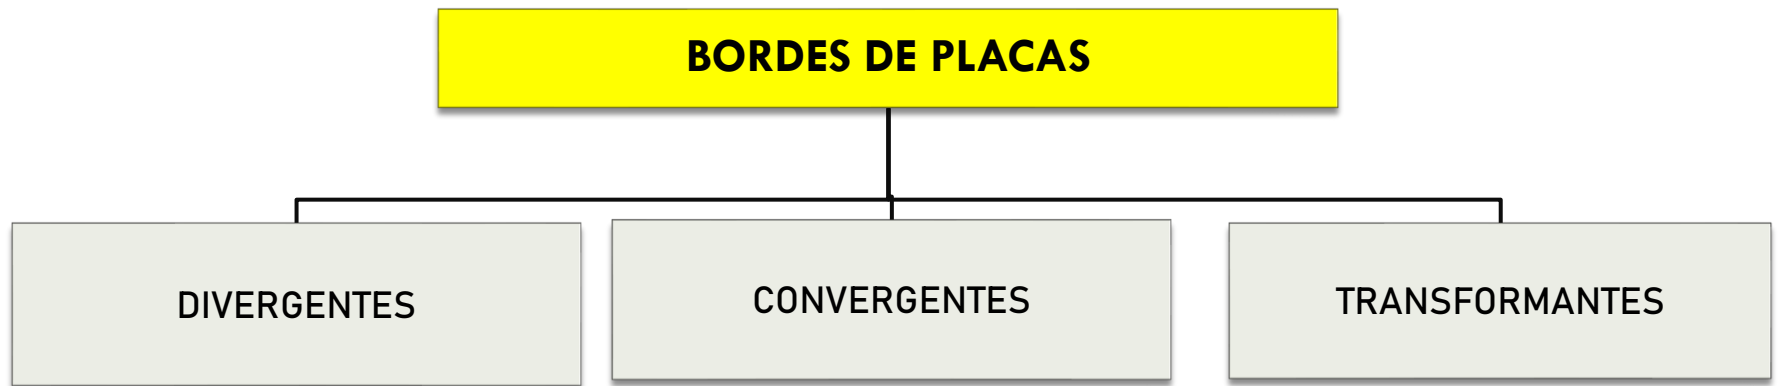 BORDES DE PLACAS
DIVERGENTES
CONVERGENTES
TRANSFORMANTES